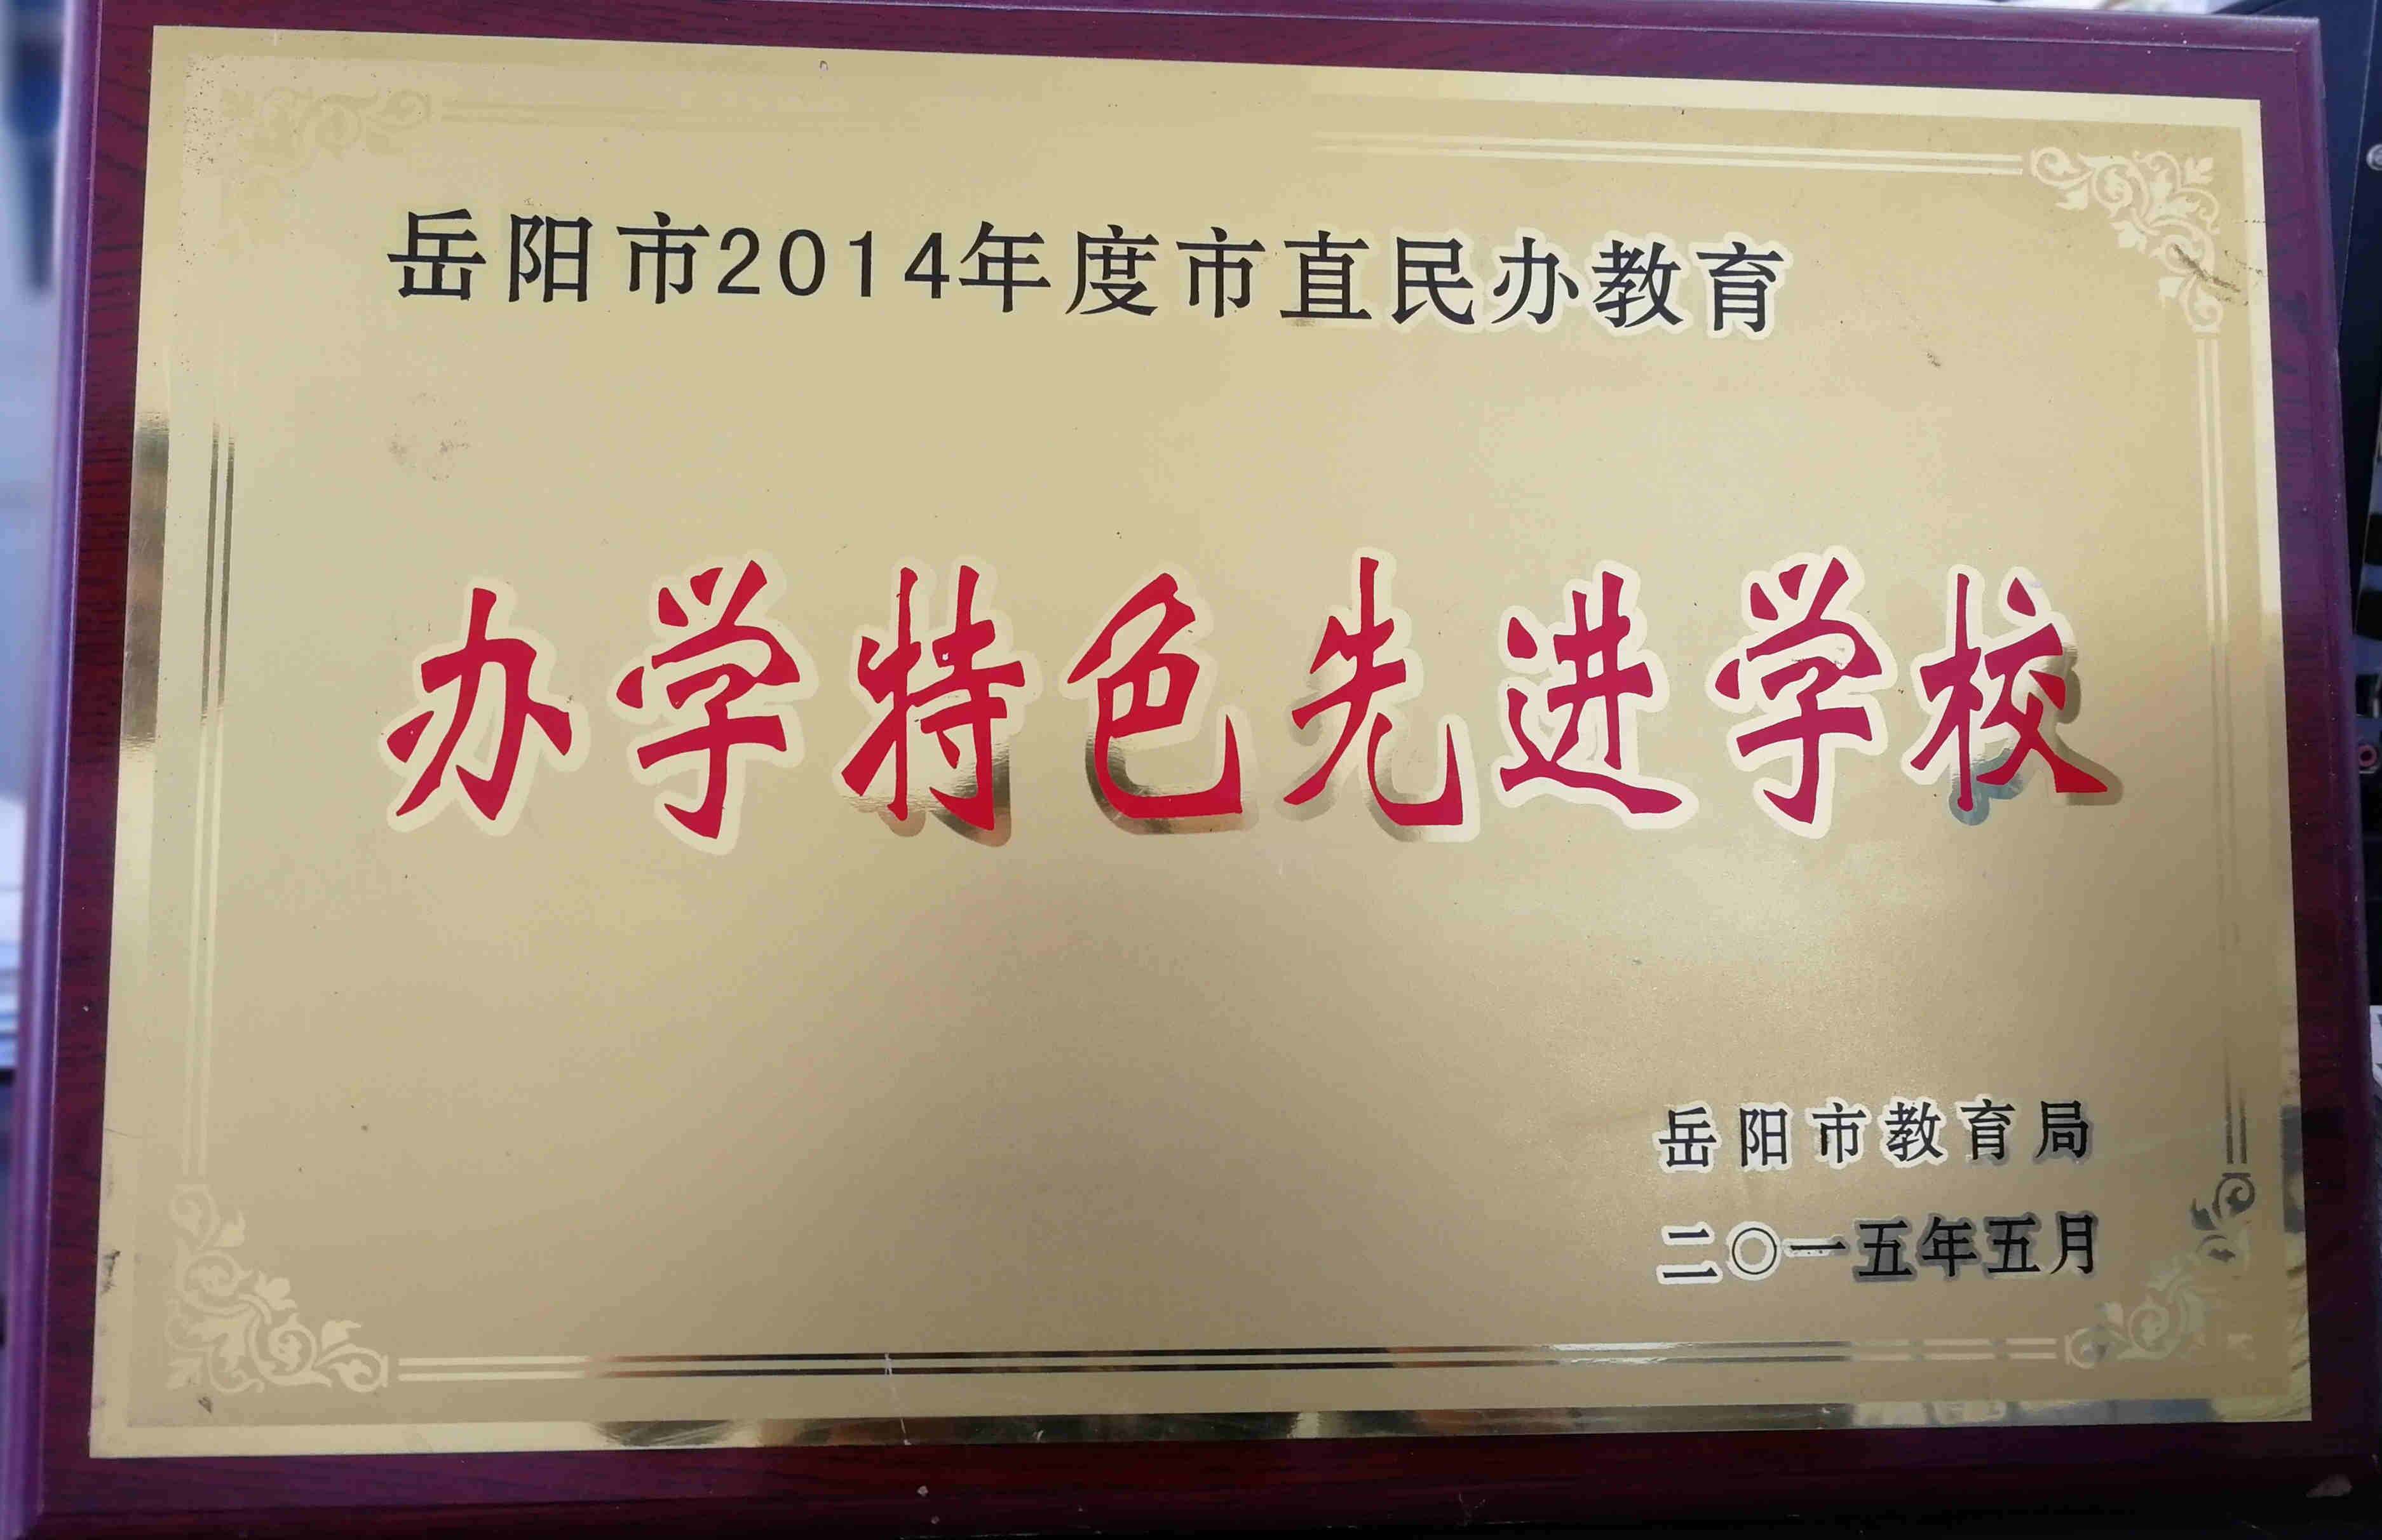 岳阳市2014年度市直民办教育
办学特色先进学校
岳阳市教育局
二〇一五年五月